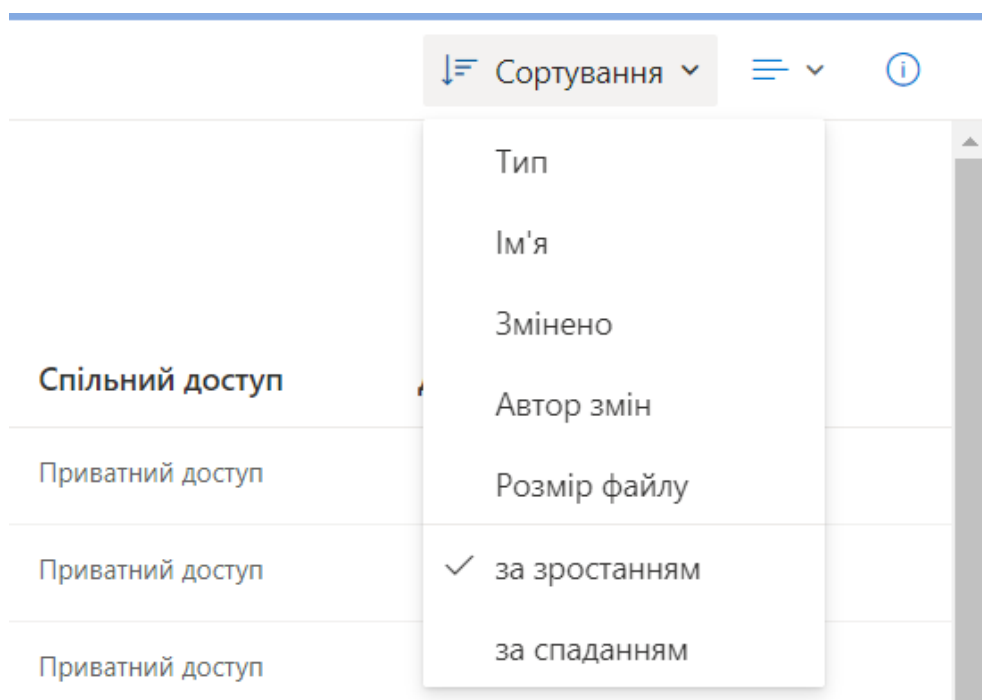 Сортування
Тип
Ім'я
Змінено
Спільний доступ
Автор змін
Приватний доступ
Розмір файлу
Приватний доступ
за зростанням
Приватний доступ
за спаданням